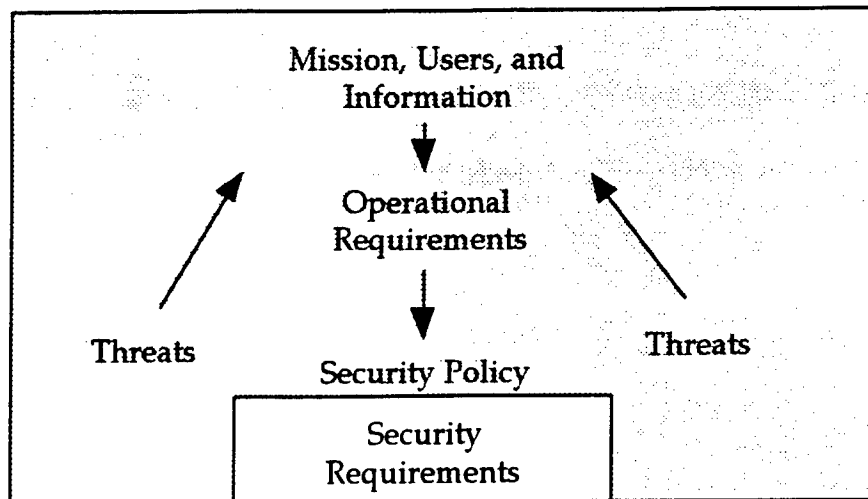 Mission, Users, and
Information
Operational
Requirements
Threats
Threats
Security Policy
Security
Requirements